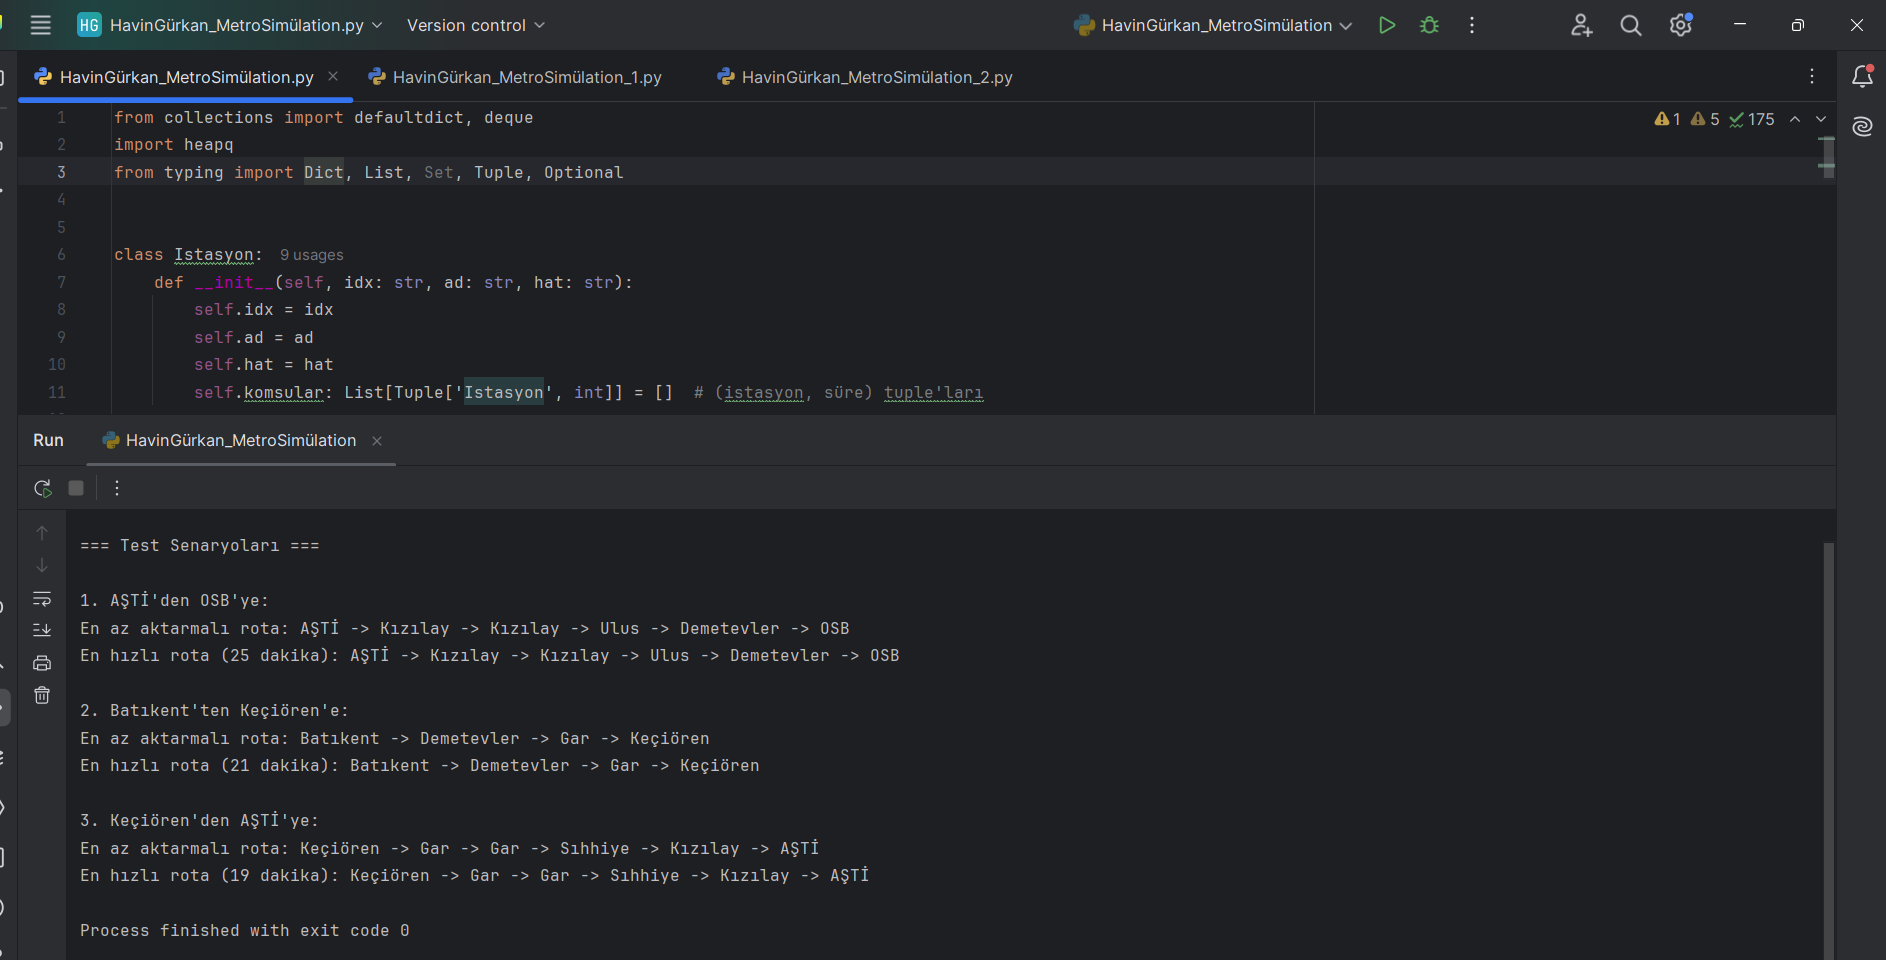 HG HavinGürkan_MetroSimülation.py Version control HavinGürkan_MetroSimülation
HavinGürkan_MetroSimülation.py HavinGürkan_MetroSimülation_1.py HavinGürkan_MetroSimülation_2.py
1 from collections import defaultdict, deque 1 5 175
2 import heapq
3 from typing import Dict, List, Set, Tuple, Optional
4
5
6 class Istasyon: 9 usages
7 def __init__(self, idx: str, ad: str, hat: str):
8 self.idx = idx
9 self.ad = ad
10 self.hat = hat
11 self.komsular: List[Tuple['Istasyon', int]] = [] # (istasyon, süre) tuple'ları
Run HavinGürkan_MetroSimülation
=== Test Senaryoları ===
1. AŞTİ'den OSB'ye:
En az aktarmalı rota: AŞTİ -> Kızılay -> Kızılay -> Ulus -> Demetevler -> OSB
En hızlı rota (25 dakika): AŞTİ -> Kızılay -> Kızılay -> Ulus -> Demetevler -> OSB
2. Batıkent'ten Keçiören'e:
En az aktarmalı rota: Batıkent -> Demetevler -> Gar -> Keçiören
En hızlı rota (21 dakika): Batıkent -> Demetevler -> Gar -> Keçiören
3. Keçiören'den AŞTİ'ye:
En az aktarmalı rota: Keçiören -> Gar -> Gar -> Sıhhiye -> Kızılay -> AŞTİ
En hızlı rota (19 dakika): Keçiören -> Gar -> Gar -> Sıhhiye -> Kızılay -> AŞTİ
Process finished with exit code 0